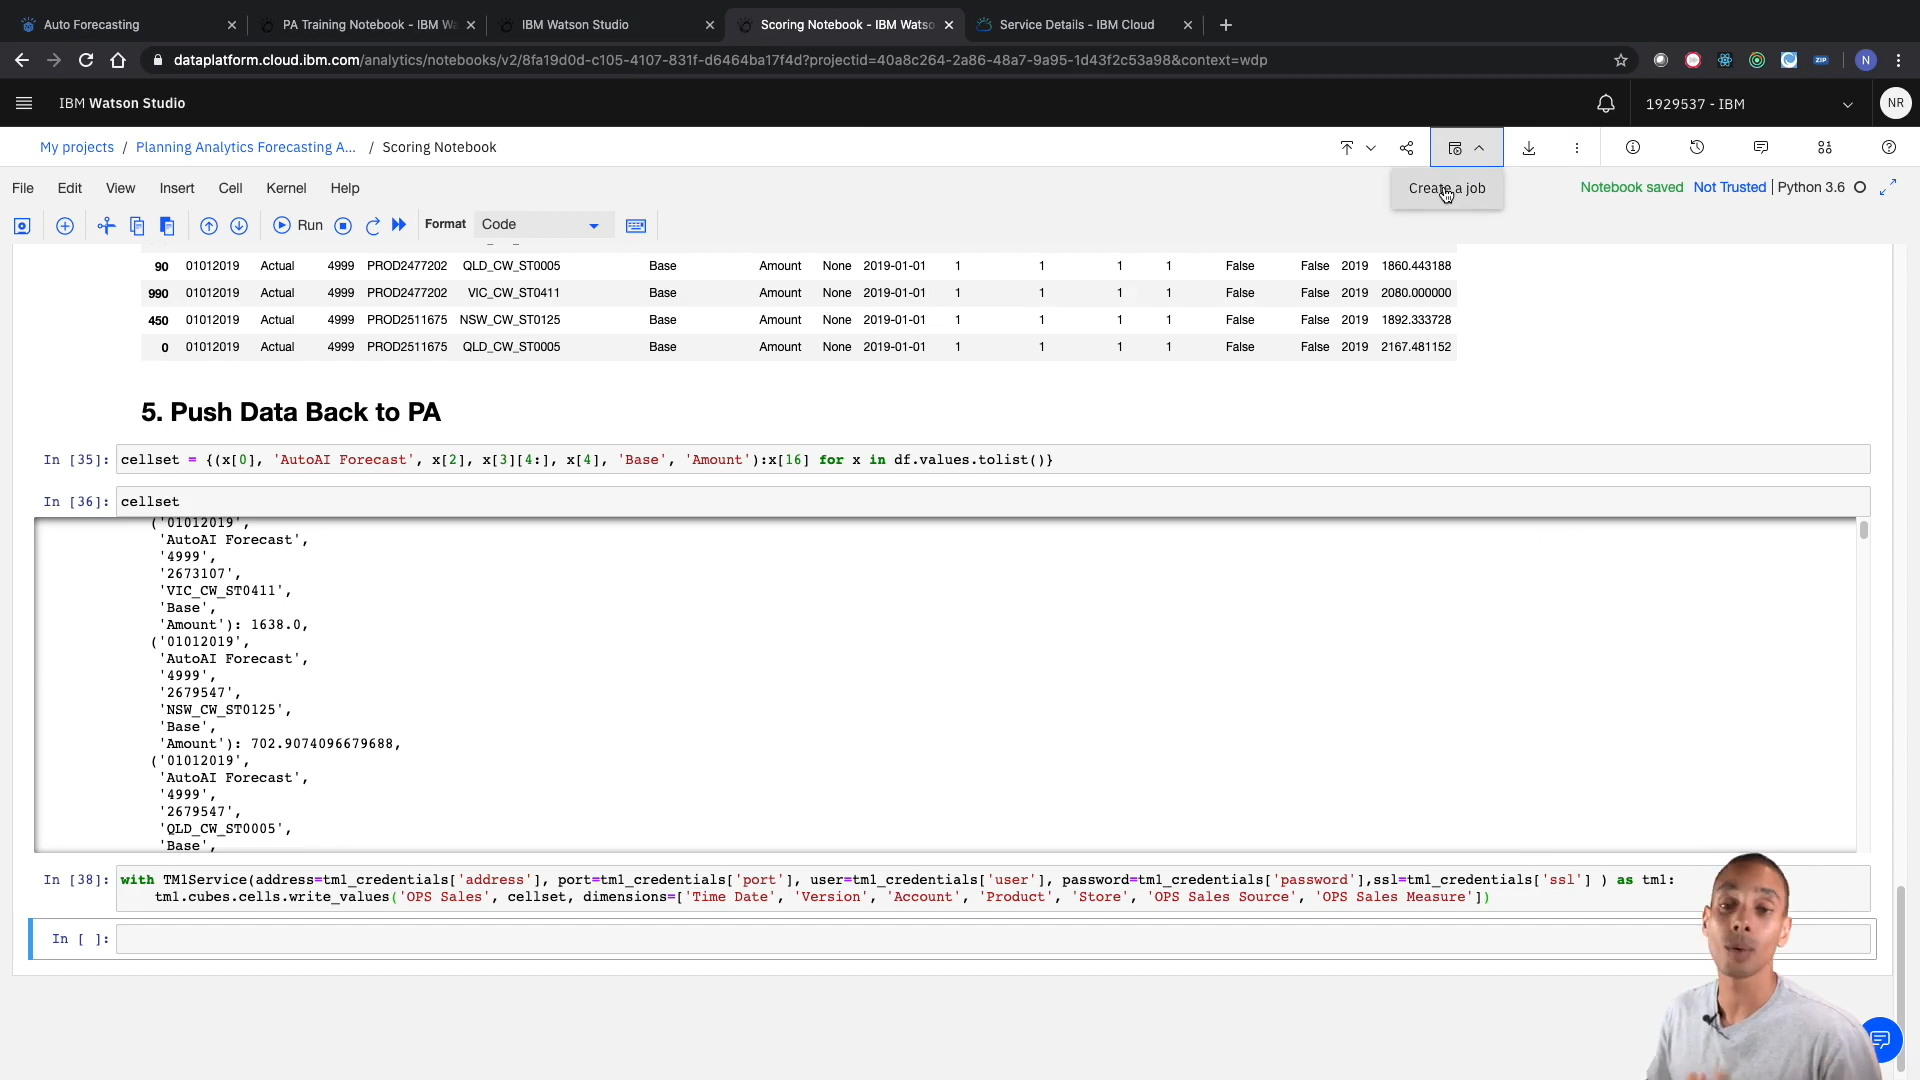 Auto Forecasting
PA Training Notebook - IBM Wa
IBM Watson Studio
Scoring Notebook - IBM Watso
Service Details - IBM Cloud
dataplatform.cloud.ibm.com/analytics/notebooks/v2/8fa19d0d-c105-4107-831f-d6464ba17f4d?projectid=40a8c264-2a86-48a7-9a95-1d43f2c53a98&context=wdp
ZIP
N
IBM Watson Studio
1929537 - IBM
NR
My projects / Planning Analytics Forecasting A... / Scoring Notebook
Create a job
File Edit View Insert Cell Kernel Help
Notebook saved Not Trusted | Python 3.6
Run
Format
Code
90 01012019 Actual 4999 PROD2477202 QLD_CW_ST0005 Base Amount None 2019-01-01 1 1 1 1 False False 2019 1860.443188
990 01012019 Actual 4999 PROD2477202 VIC_CW_ST0411 Base Amount None 2019-01-01 1 1 1 1 False False 2019 2080.000000
450 01012019 Actual 4999 PROD2511675 NSW_CW_ST0125 Base Amount None 2019-01-01 1 1 1 1 False False 2019 1892.333728
0 01012019 Actual 4999 PROD2511675 QLD_CW_ST0005 Base Amount None 2019-01-01 1 1 1 1 False False 2019 2167.481152
5. Push Data Back to PA
In [35]: cellset = {(x[0], 'AutoAI Forecast', x[2], x[3][4:], x[4], 'Base', 'Amount'):x[16] for x in df.values.tolist()}
In [36]: cellset
('01012019',
'AutoAI Forecast',
'4999',
'2673107',
'VIC_CW_ST0411',
'Base',
'Amount'): 1638.0,
('01012019',
'AutoAI Forecast',
'4999',
'2679547',
'NSW_CW_ST0125',
'Base',
'Amount'): 702.9074096679688,
('01012019',
'AutoAI Forecast',
'4999',
'2679547',
'QLD_CW_ST0005',
'Base',
In [38]: with TM1Service(address=tm1_credentials['address'], port=tm1_credentials['port'], user=tm1_credentials['user'], password=tm1_credentials['password'],ssl=tm1_credentials['ssl'] ) as tm1:
tm1.cubes.cells.write_values('OPS Sales', cellset, dimensions=['Time Date', 'Version', 'Account', 'Product', 'Store', 'OPS Sales Source', 'OPS Sales Measure'])
In [ ]: